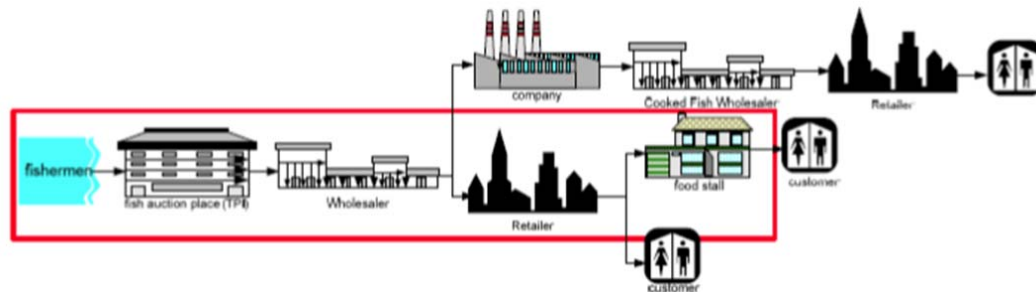 company
Cooked Fish Wholesaler
Retailer
fishermen
fish auction place (TPI)
Wholesaler
Retailer
food stall
customer
customer